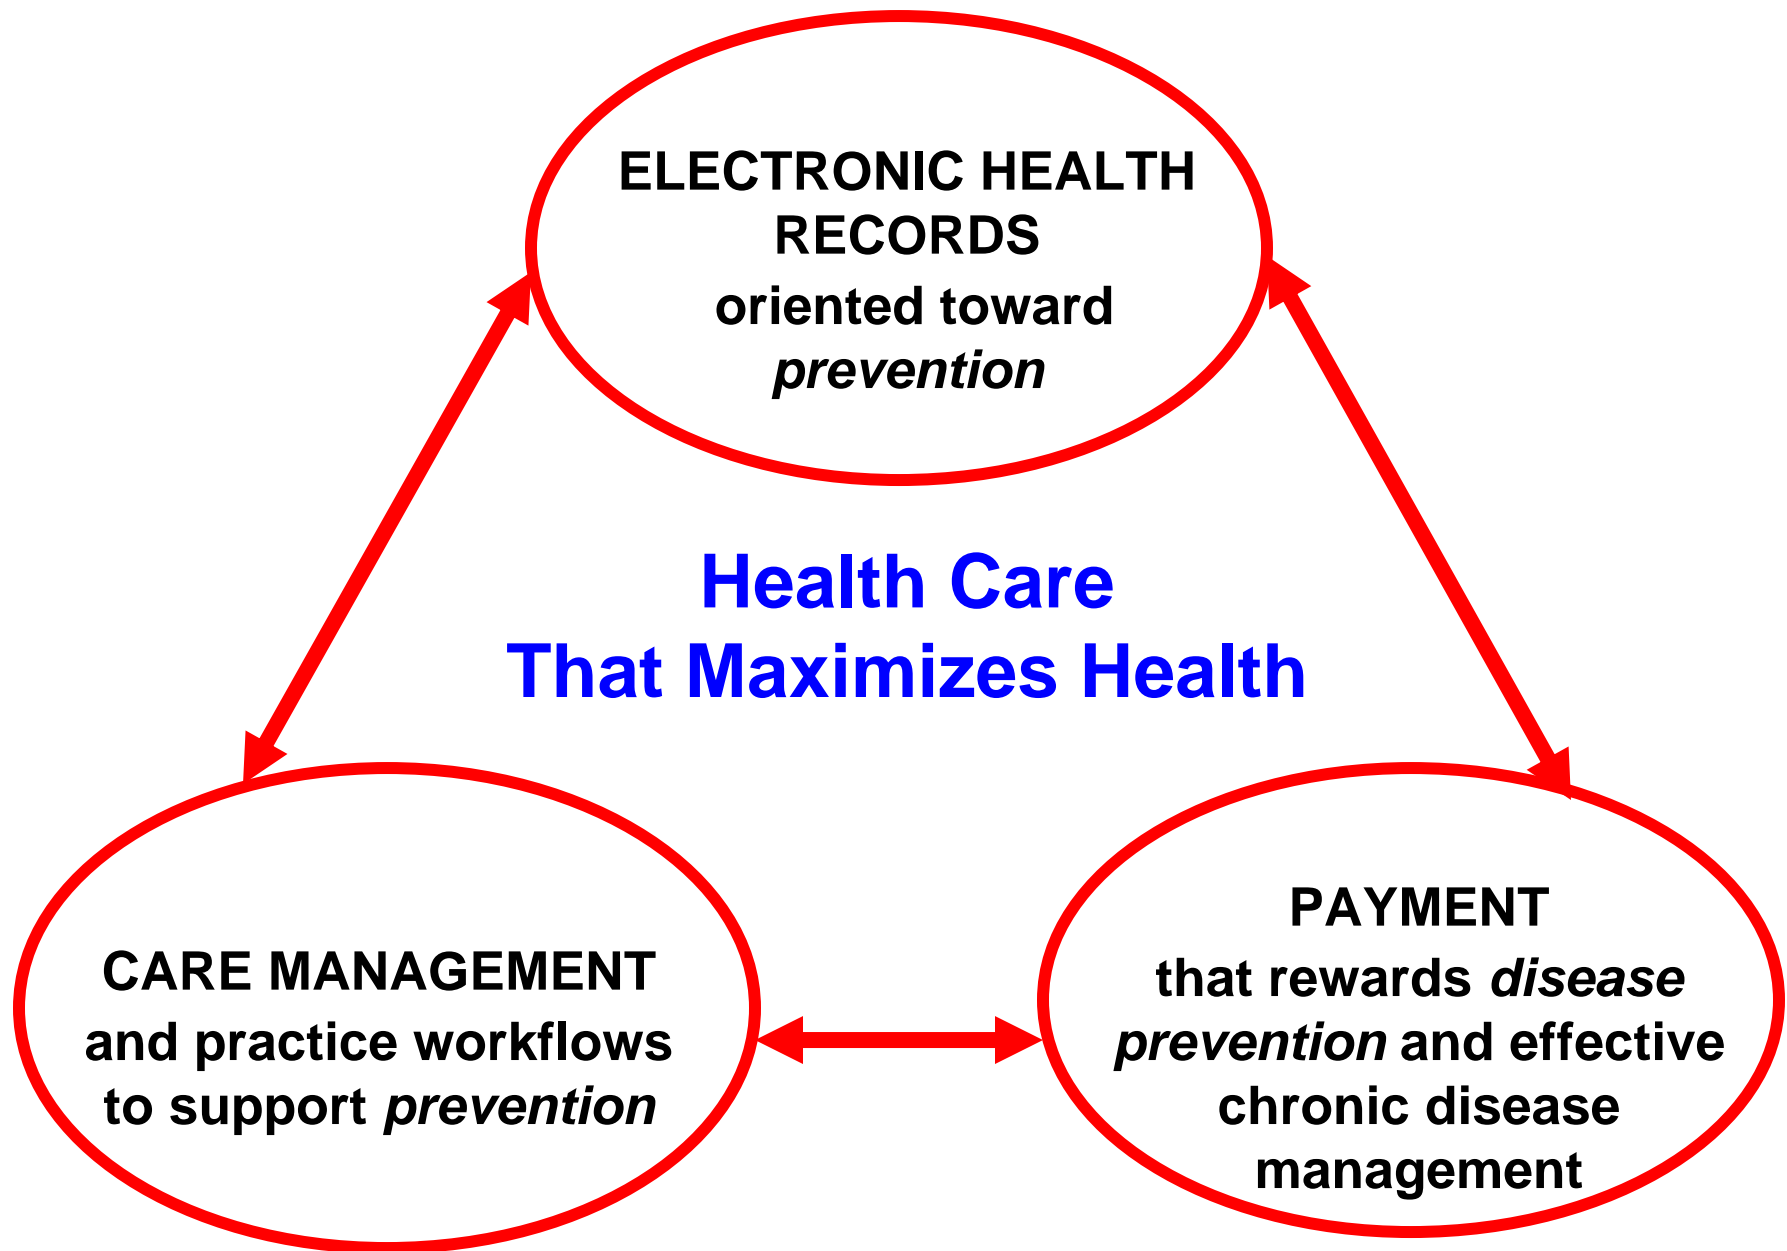 ELECTRONIC HEALTH
RECORDS
oriented toward
prevention
Health Care
That Maximizes Health
CARE MANAGEMENT
and practice workflows
to support prevention
PAYMENT
that rewards disease
prevention and effective
chronic disease
management